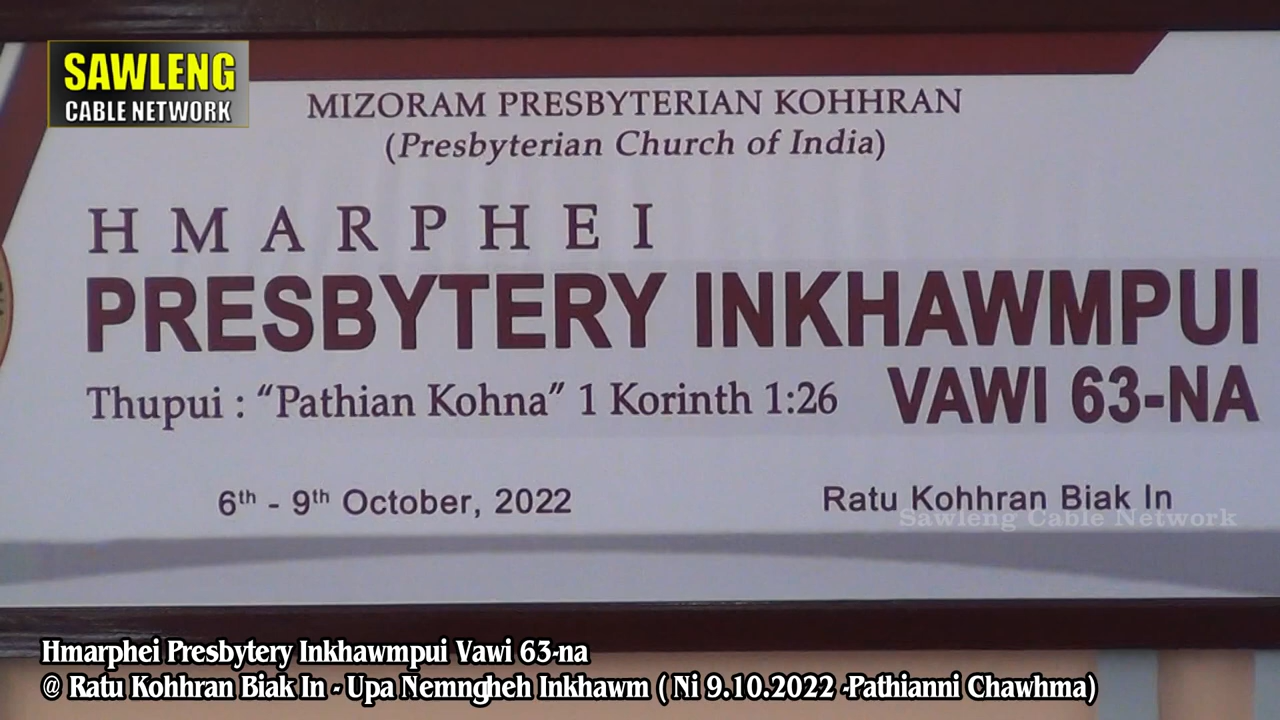 SAWLENG
CABLE NETWORK
MIZORAM PRESBYTERIAN KOHHRAN
(Presbyterian Church of India)
HMARPHEI
PRESBYTERY INKHAWMPUI
VAWI 63-NA
Thupui : “Pathian Kohna” 1 Korinth 1:26
6th - 9th October, 2022
Ratu Kohhran Biak In
Sawleng Cable Network
Hmarphei Presbytery Inkhawmpui Vawi 63-na
@ Ratu Kohhran Biak In - Upa Nemngheh Inkhawm ( Ni 9.10.2022 -Pathianni Chawhma)